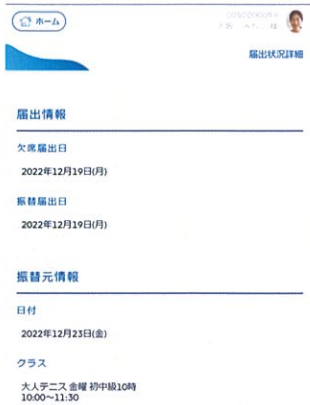 ホーム
届出状況詳細
届出情報
欠席届出日
2022年12月19日(月)
振替届出日
2022年12月19日(月)
振替元情報
日付
2022年12月23日(金)
クラス
大人テニス 金曜 初中級10時
10:00~11:30